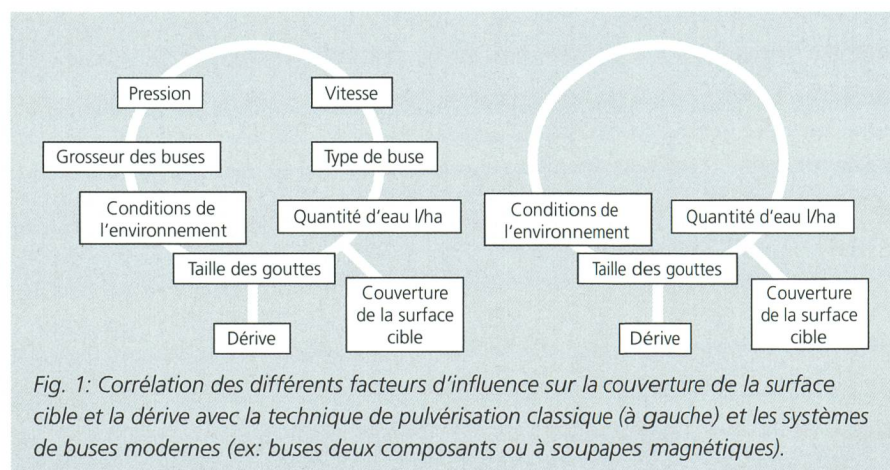 Pression
Vitesse
Grosseur des buses
Type de buse
Conditions de
l'environnement
Quantité d'eau l/ha
Taille des gouttes
Couverture
de la surface
cible
Dérive
Conditions de
l'environnement
Quantité d'eau l/ha
Taille des gouttes
Couverture
de la surface
cible
Dérive
Fig. 1: Corrélation des différents facteurs d'influence sur la couverture de la surface
cible et la dérive avec la technique de pulvérisation classique (à gauche) et les systèmes
de buses modernes (ex: buses deux composants ou à soupapes magnétiques).